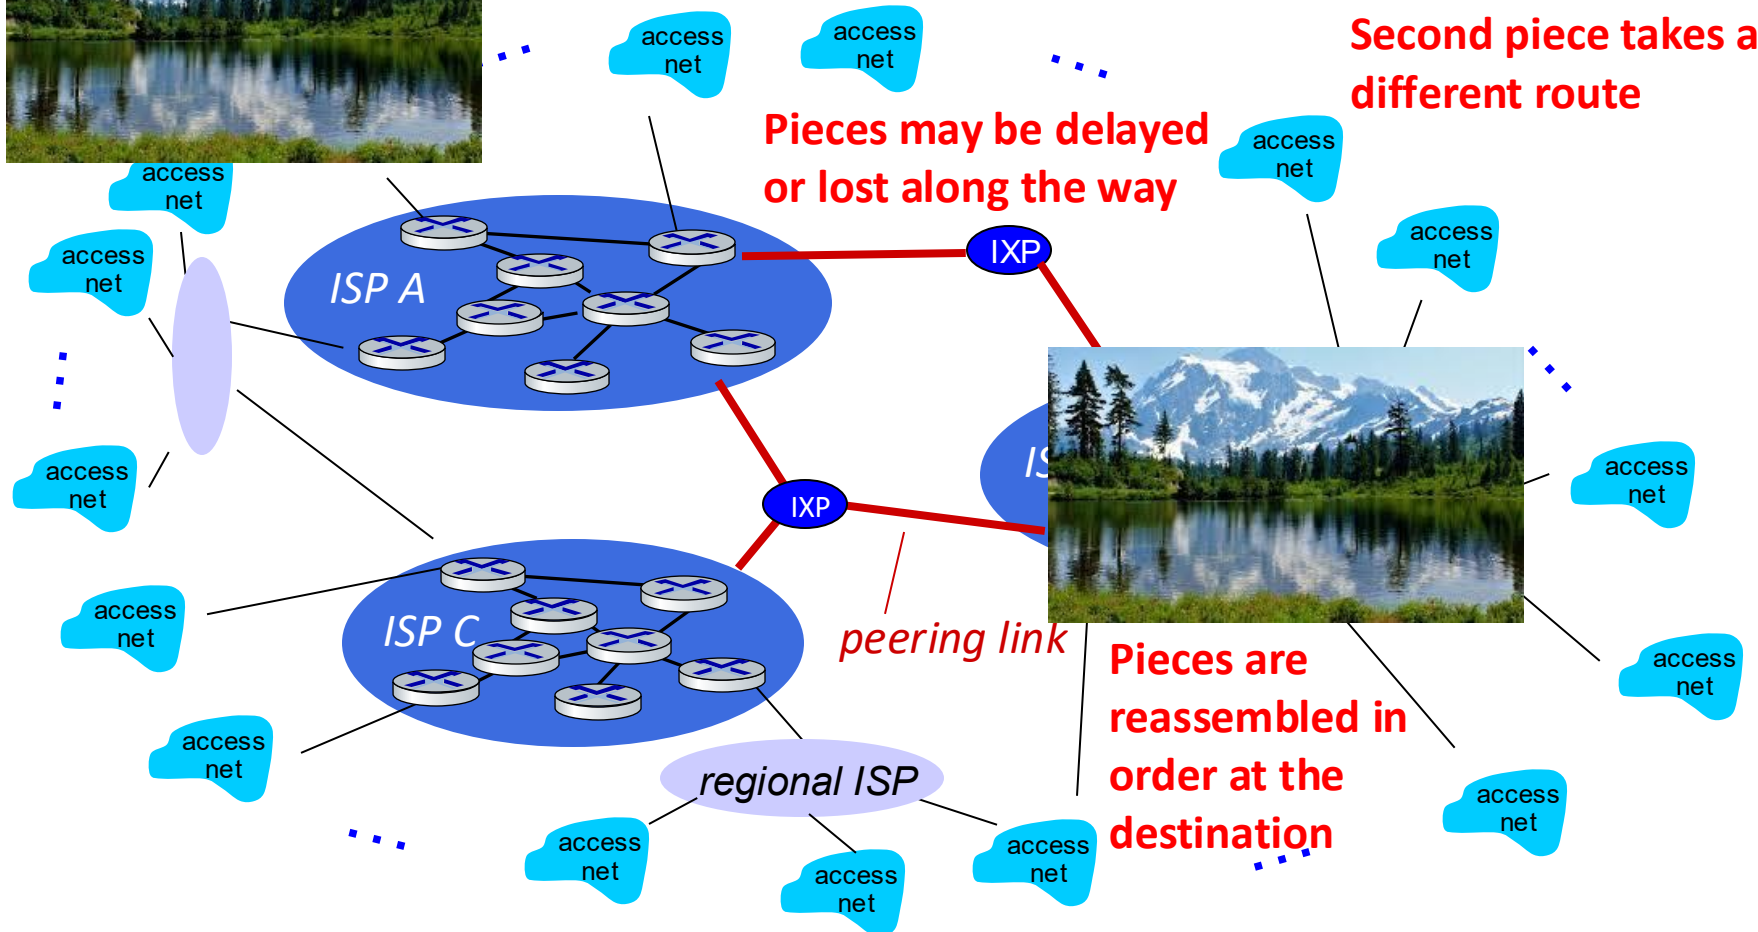 access
net
access
net
Second piece takes a
different route
Pieces may be delayed
or lost along the way
access
net
access
net
access
net
access
net
IXP
ISP A
access
net
access
net
IXP
access
net
ISP C
peering link
access
net
Pieces are
reassembled in
order at the
destination
access
net
regional ISP
access
net
access
net
access
net
access
net